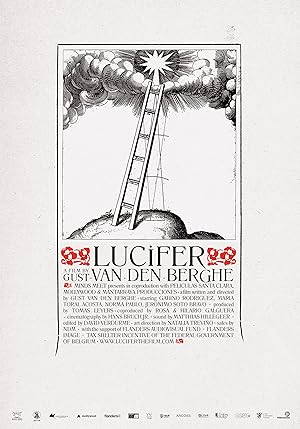 LUCiFER
A FILM BY
GUST VAN DEN BERGHE
MINDS MEET presents in coproduction with PELICULAS SANTA CLARA,
MOLLYWOOD & MANTARRAYA PRODUCCIONES - a film written and directed
by GUST VAN DEN BERGHE - starring GABINO RODRIGUEZ, MARIA
TORAL ACOSTA, NORMA PABLO, JERONIMO SOTO BRAVO - produced
by TOMAS LEYERS - coproduced by ROSA & HILARIO GALGUERA
- cinematography by HANS BRUCH JR. - sound by MATTHIAS HILLEGEER -
edited by DAVID VERDURME - art direction by NATALIA TREVIÑO - sales by
NDM - with the support of FLANDERS AUDIOVISUAL FUND - FLANDERS
IMAGE - TAX SHELTER INCENTIVE OF THE FEDERAL GOVERNMENT
OF BELGIUM - WWW.LUCIFERTHEFILM.COM
mollywood
flanders